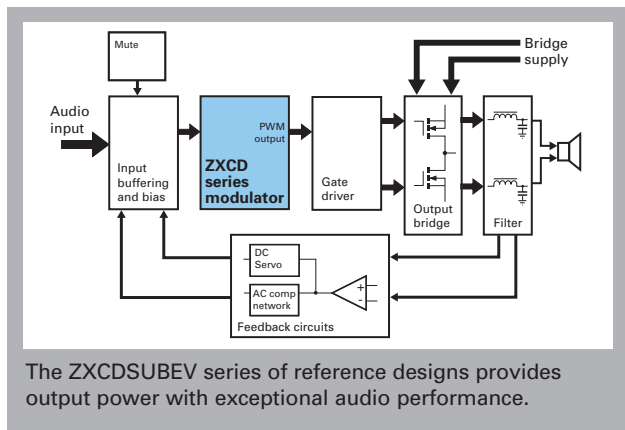 Mute
Bridge
supply
Audio
input
PWM
output
ZXCD
series
modulator
Input
buffering
and bias
Gate
driver
Output
bridge
Filter
DC
Servo
AC comp
network
+
-
Feedback circuits
The ZXCDSUBEV series of reference designs provides
output power with exceptional audio performance.